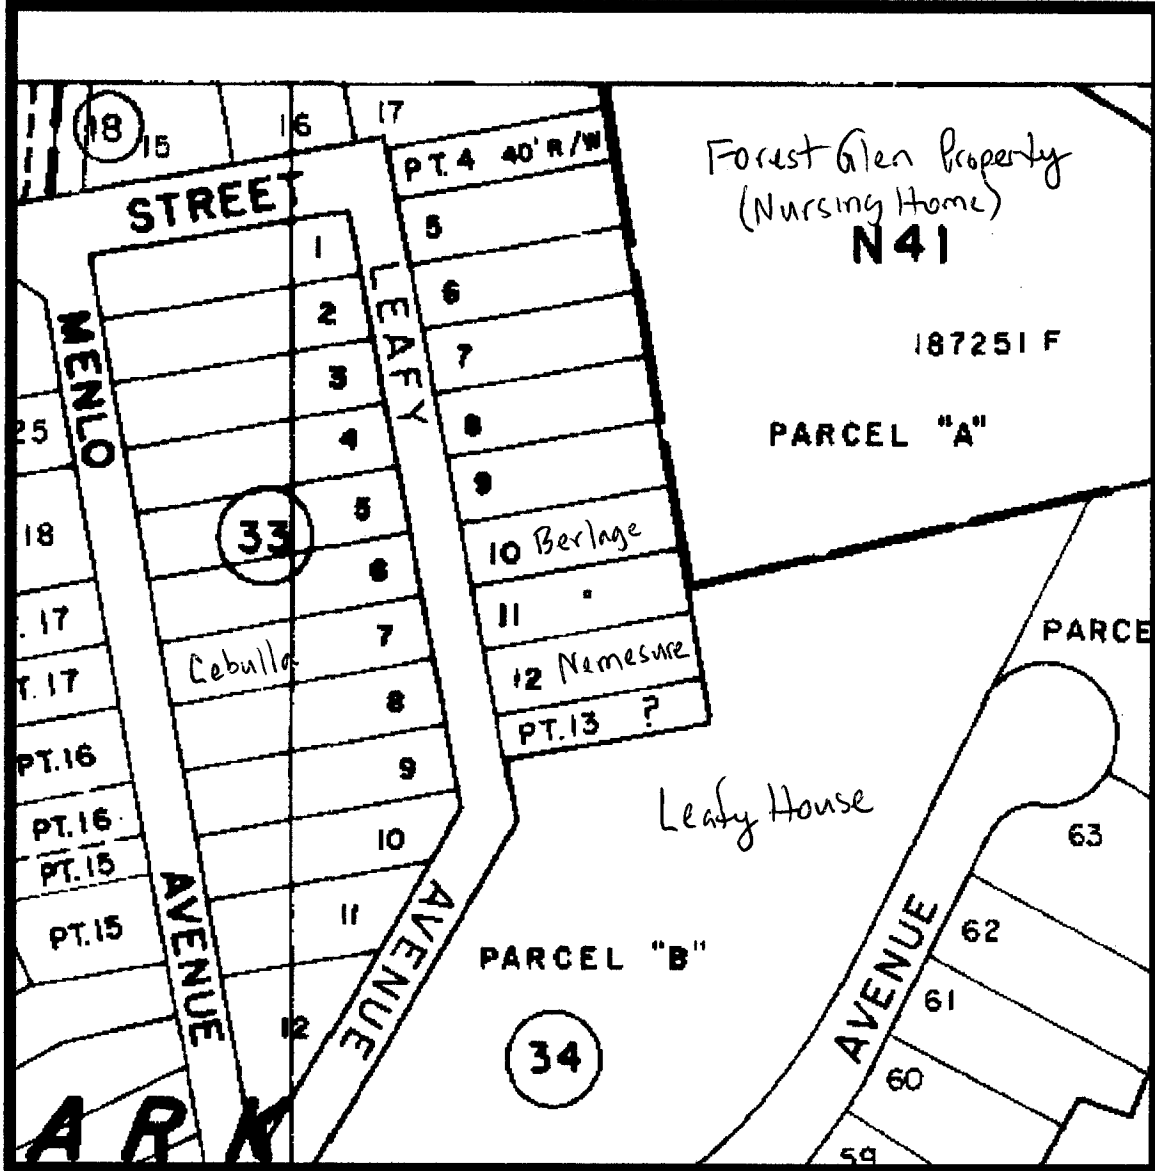 18
15
16
17
PT. 4 40' R/W
Forest Glen Property
(Nursing Home)
N 41
187251 F
PARCEL "A"
STREET
MENLO
LEAFY
1
2
3
4
5
6
7
8
9
10
11
12
33
Cebulla
5
6
7
8
9
10 Berlage
11 "
12 Nemesure
PT. 13 ?
25
18
. 17
T. 17
PT. 16
PT. 16
PT. 15
PT. 15
AVENUE
AVENUE
Leafy House
PARCEL "B"
34
PARCE
63
62
61
60
59
AVENUE
ARK